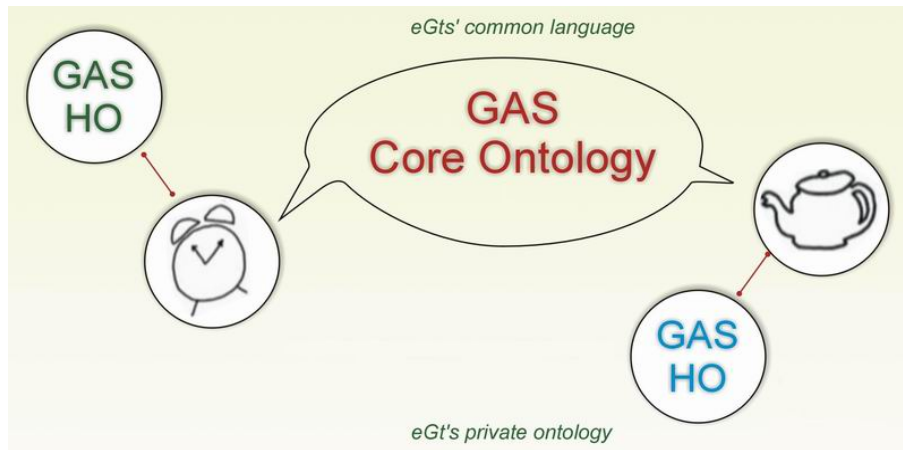 eGts' common language
GAS
HO
GAS
Core Ontology
GAS
HO
eGt's private ontology